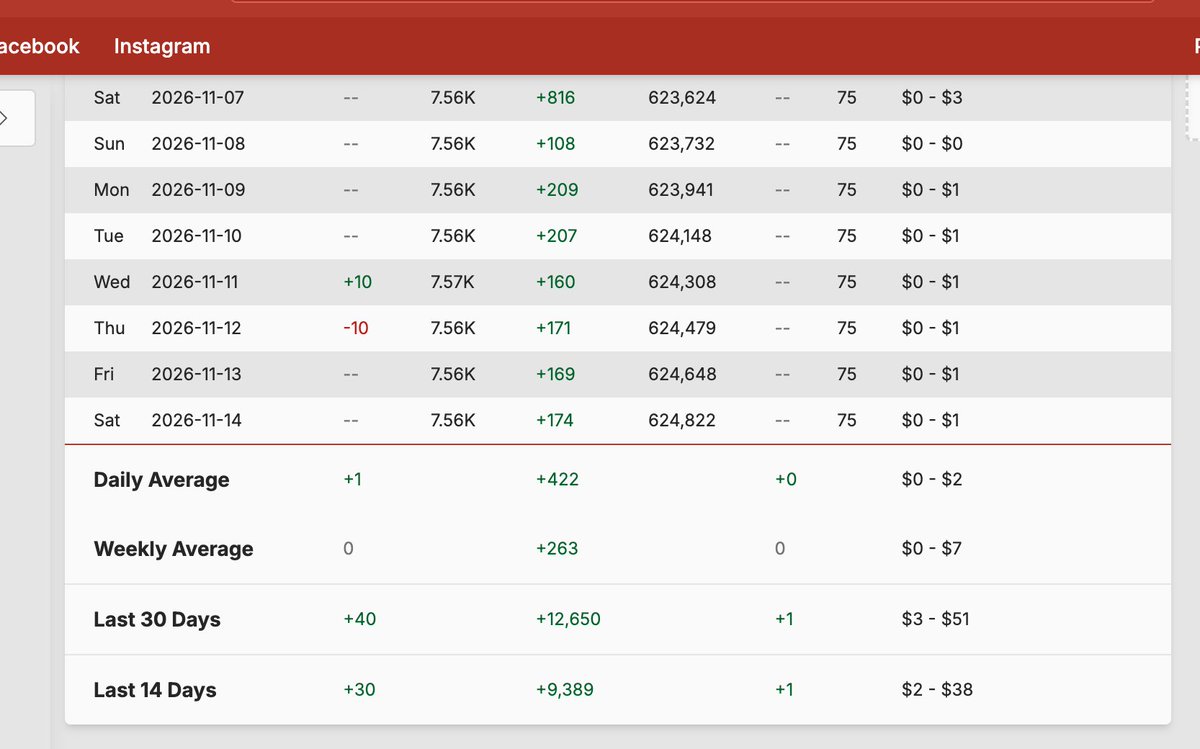 acebook Instagram
Sat 2026-11-07 -- 7.56K +816 623,624 -- 75 $0 - $3
Sun 2026-11-08 -- 7.56K +108 623,732 -- 75 $0 - $0
Mon 2026-11-09 -- 7.56K +209 623,941 -- 75 $0 - $1
Tue 2026-11-10 -- 7.56K +207 624,148 -- 75 $0 - $1
Wed 2026-11-11 +10 7.57K +160 624,308 -- 75 $0 - $1
Thu 2026-11-12 -10 7.56K +171 624,479 -- 75 $0 - $1
Fri 2026-11-13 -- 7.56K +169 624,648 -- 75 $0 - $1
Sat 2026-11-14 -- 7.56K +174 624,822 -- 75 $0 - $1
Daily Average +1 +422 +0 $0 - $2
Weekly Average 0 +263 0 $0 - $7
Last 30 Days +40 +12,650 +1 $3 - $51
Last 14 Days +30 +9,389 +1 $2 - $38